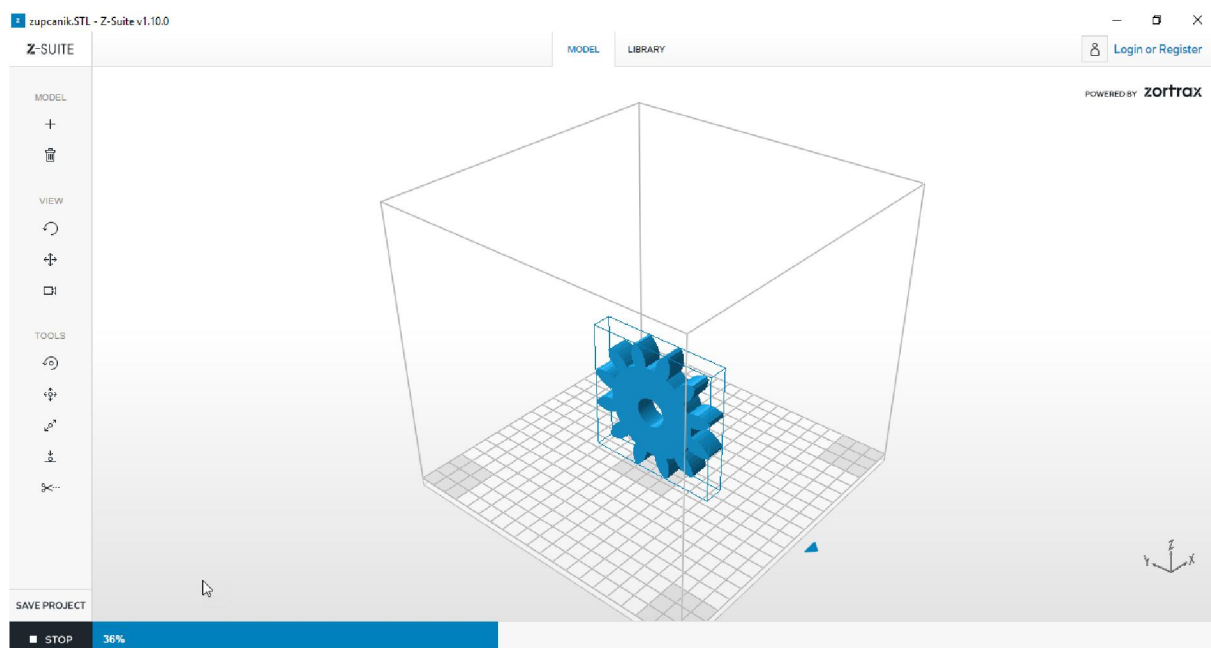 zupcanik.STL - Z-Suite v1.10.0
Z-SUITE
MODEL
LIBRARY
Login or Register
POWERED BY zortrax
MODEL
VIEW
TOOLS
Z
Y
X
SAVE PROJECT
STOP
36%